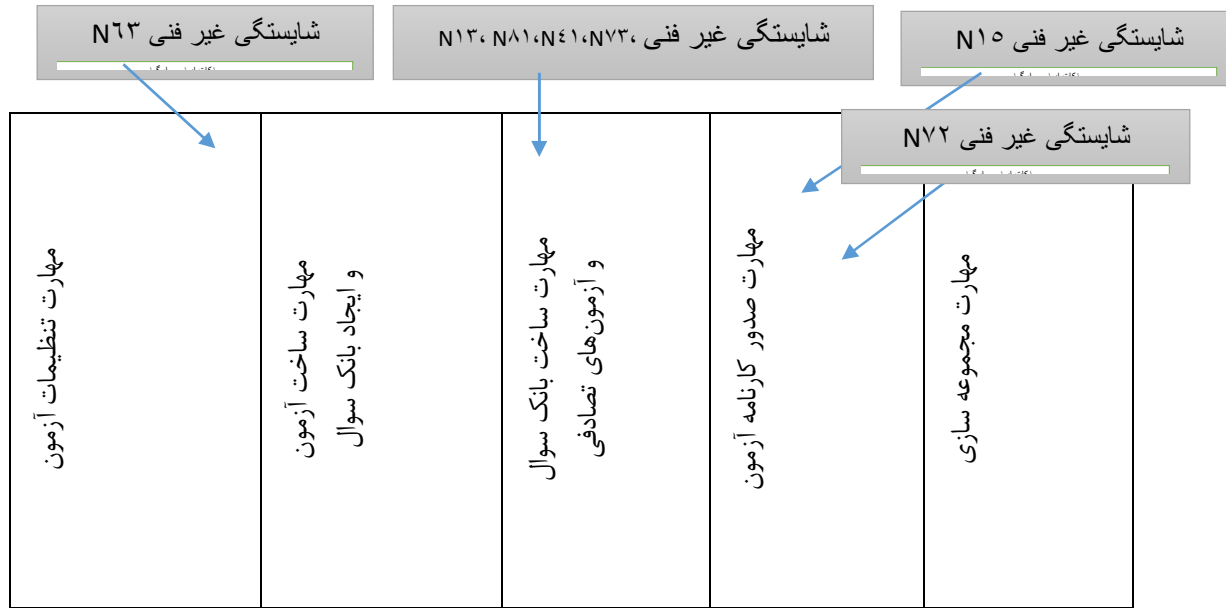 شایستگی غیر فنی N۱۵
شایستگی غیر فنی N۱۳، N۸۱،N۴۱،N۷۳،
شایستگی غیر فنی N٦۳
شایستگی غیر فنی N۷۲
مهارت مجموعه سازی
مهارت صدور کارنامه آزمون
مهارت ساخت بانک سوال
و آزمون‌های تصادفی
مهارت ساخت آزمون
و ایجاد بانک سوال
مهارت تنظیمات آزمون